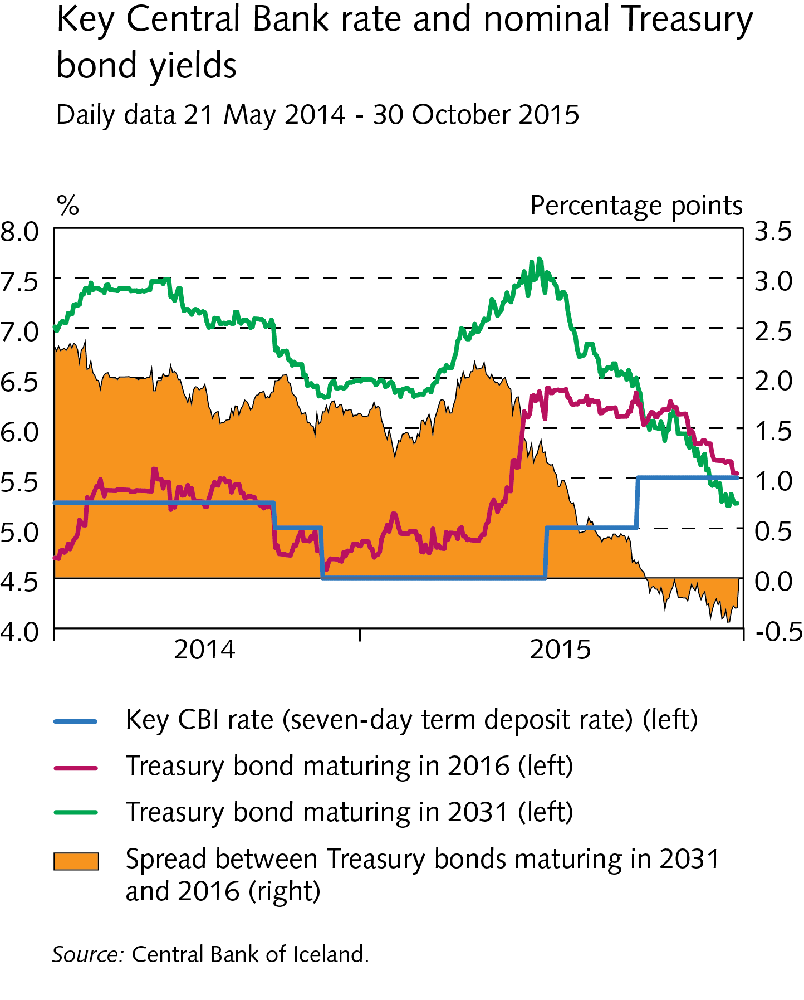 Key Central Bank rate and nominal Treasury
bond yields
Daily data 21 May 2014 - 30 October 2015
% Percentage points
8.0 3.5
7.5 3.0
7.0 2.5
6.5 2.0
6.0 1.5
5.5 1.0
5.0 0.5
4.5 0.0
4.0 -0.5
2014 2015
Key CBI rate (seven-day term deposit rate) (left)
Treasury bond maturing in 2016 (left)
Treasury bond maturing in 2031 (left)
Spread between Treasury bonds maturing in 2031
and 2016 (right)
Source: Central Bank of Iceland.